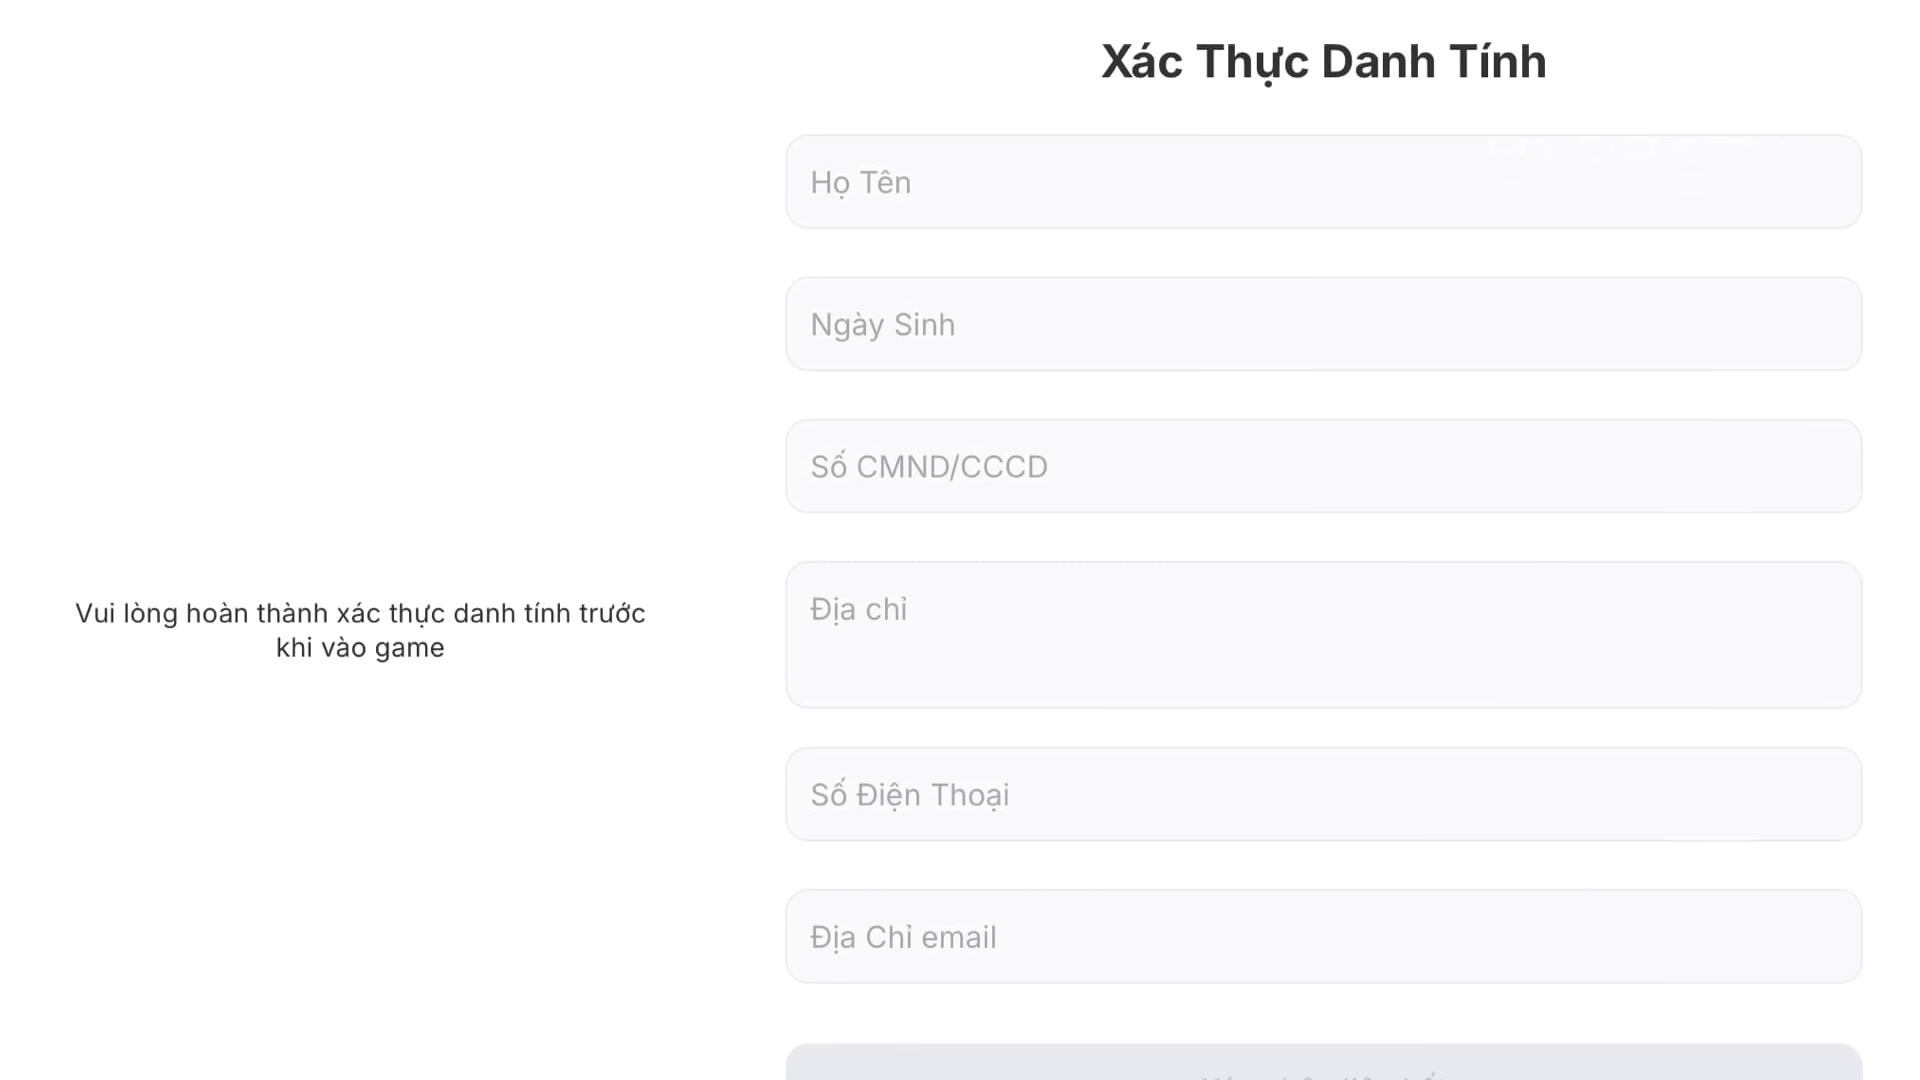 Xác Thực Danh Tính
Họ Tên
Ngày Sinh
Số CMND/CCCD
Địa chỉ
Vui lòng hoàn thành xác thực danh tính trước
khi vào game
Số Điện Thoại
Địa Chỉ email